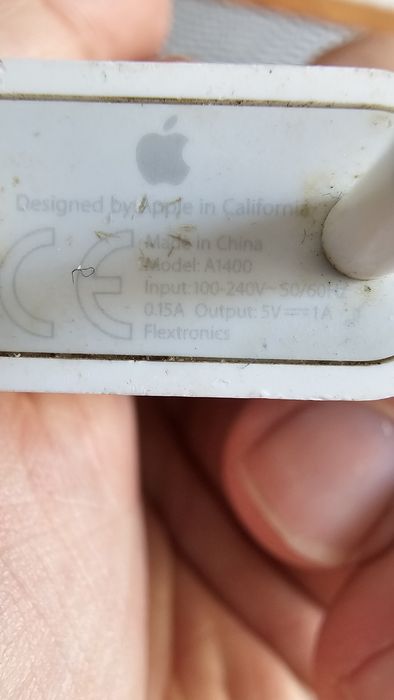 Designed by Apple in California
CE
Made in China
Model: A1400
Input:100-240V~ 50/60Hz
0.15A Output: 5V⎓1A
Flextronics